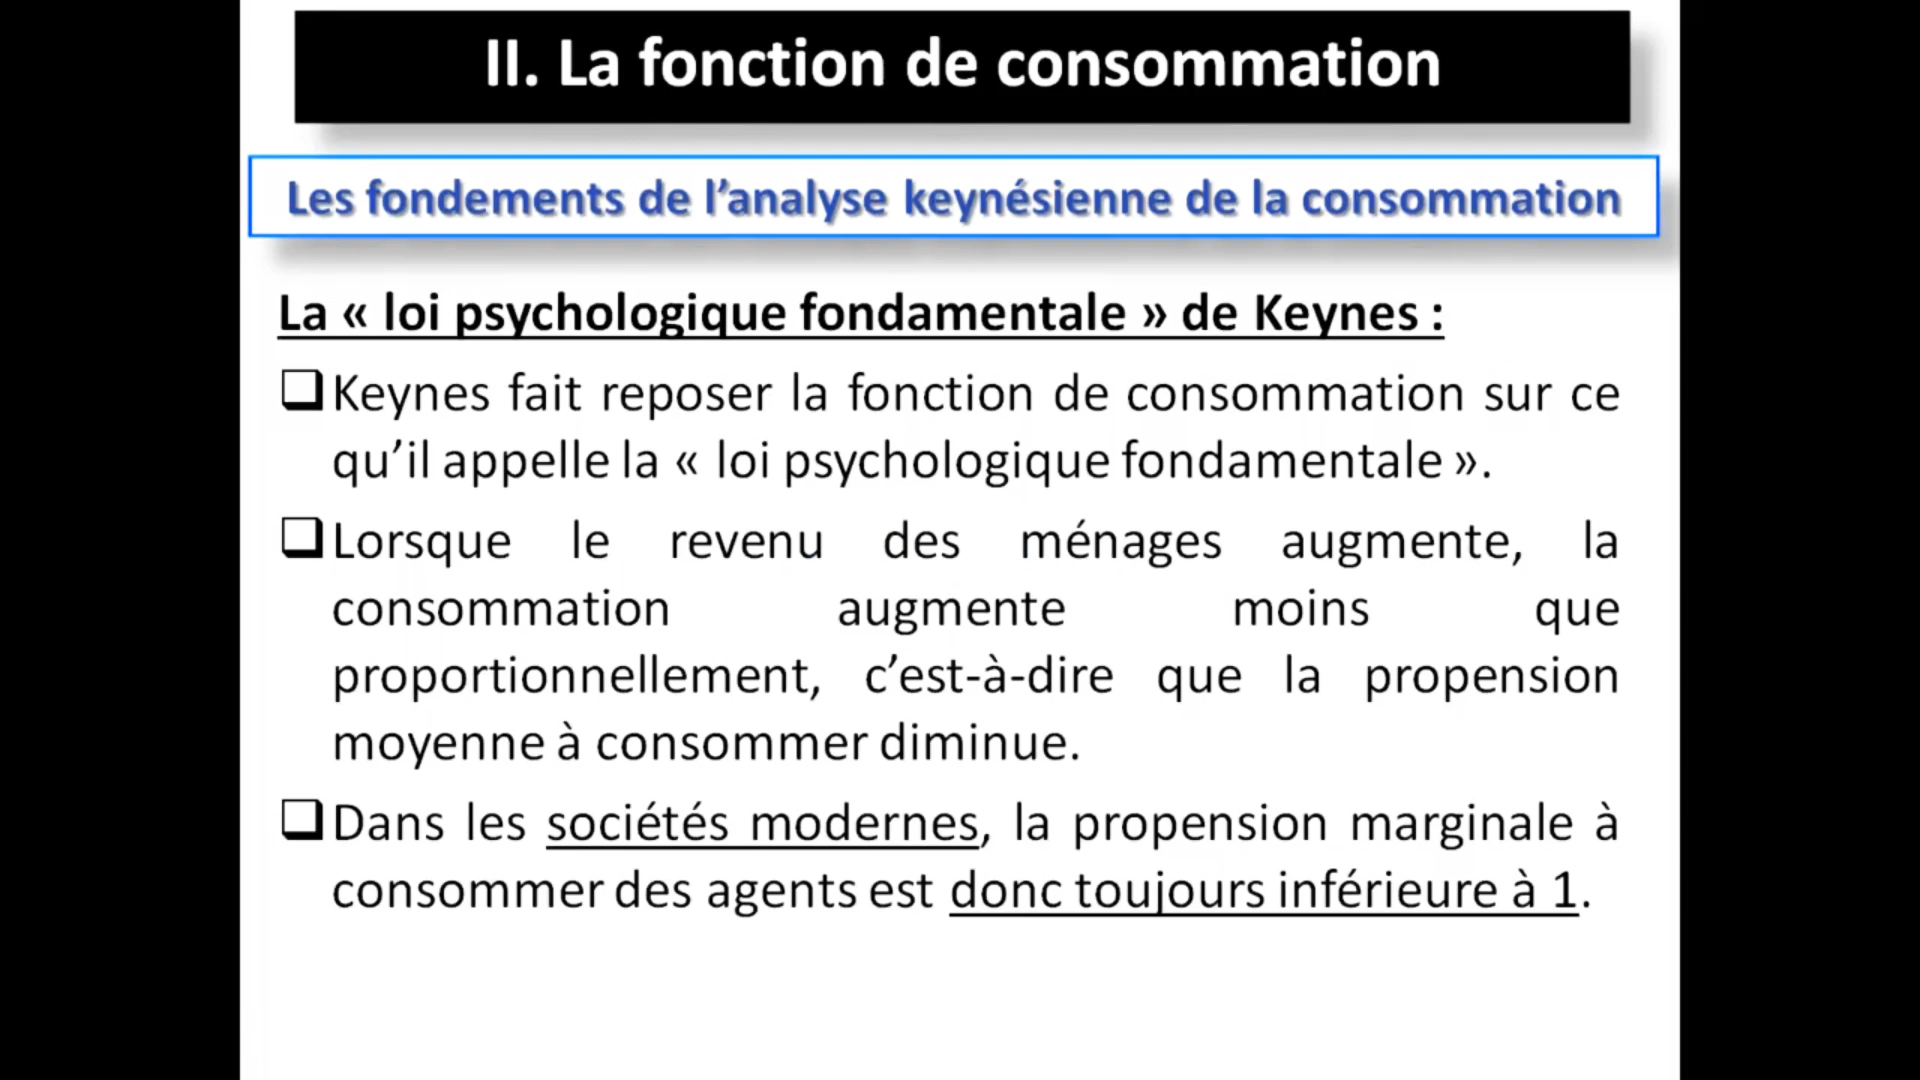 II. La fonction de consommation
Les fondements de l’analyse keynésienne de la consommation
La « loi psychologique fondamentale » de Keynes :
❑Keynes fait reposer la fonction de consommation sur ce
qu’il appelle la « loi psychologique fondamentale ».
❑Lorsque le revenu des ménages augmente, la
consommation augmente moins que
proportionnellement, c’est-à-dire que la propension
moyenne à consommer diminue.
❑Dans les sociétés modernes, la propension marginale à
consommer des agents est donc toujours inférieure à 1.